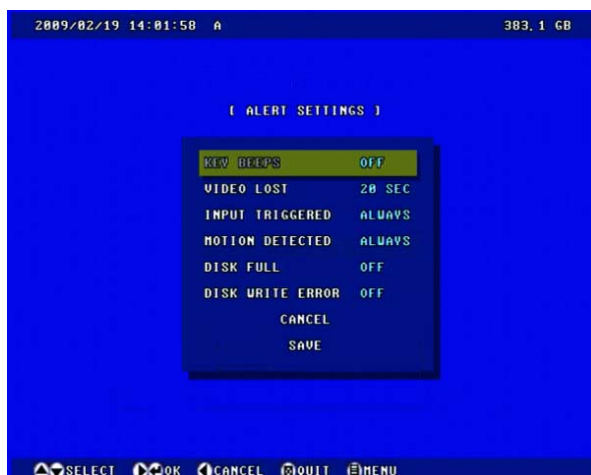 2009/02/19 14:01:58 A 383.1 GB
[ ALERT SETTINGS ]
KEY BEEPS OFF
VIDEO LOST 20 SEC
INPUT TRIGGERED ALWAYS
MOTION DETECTED ALWAYS
DISK FULL OFF
DISK WRITE ERROR OFF
CANCEL
SAVE
SELECT OK CANCEL QUIT MENU